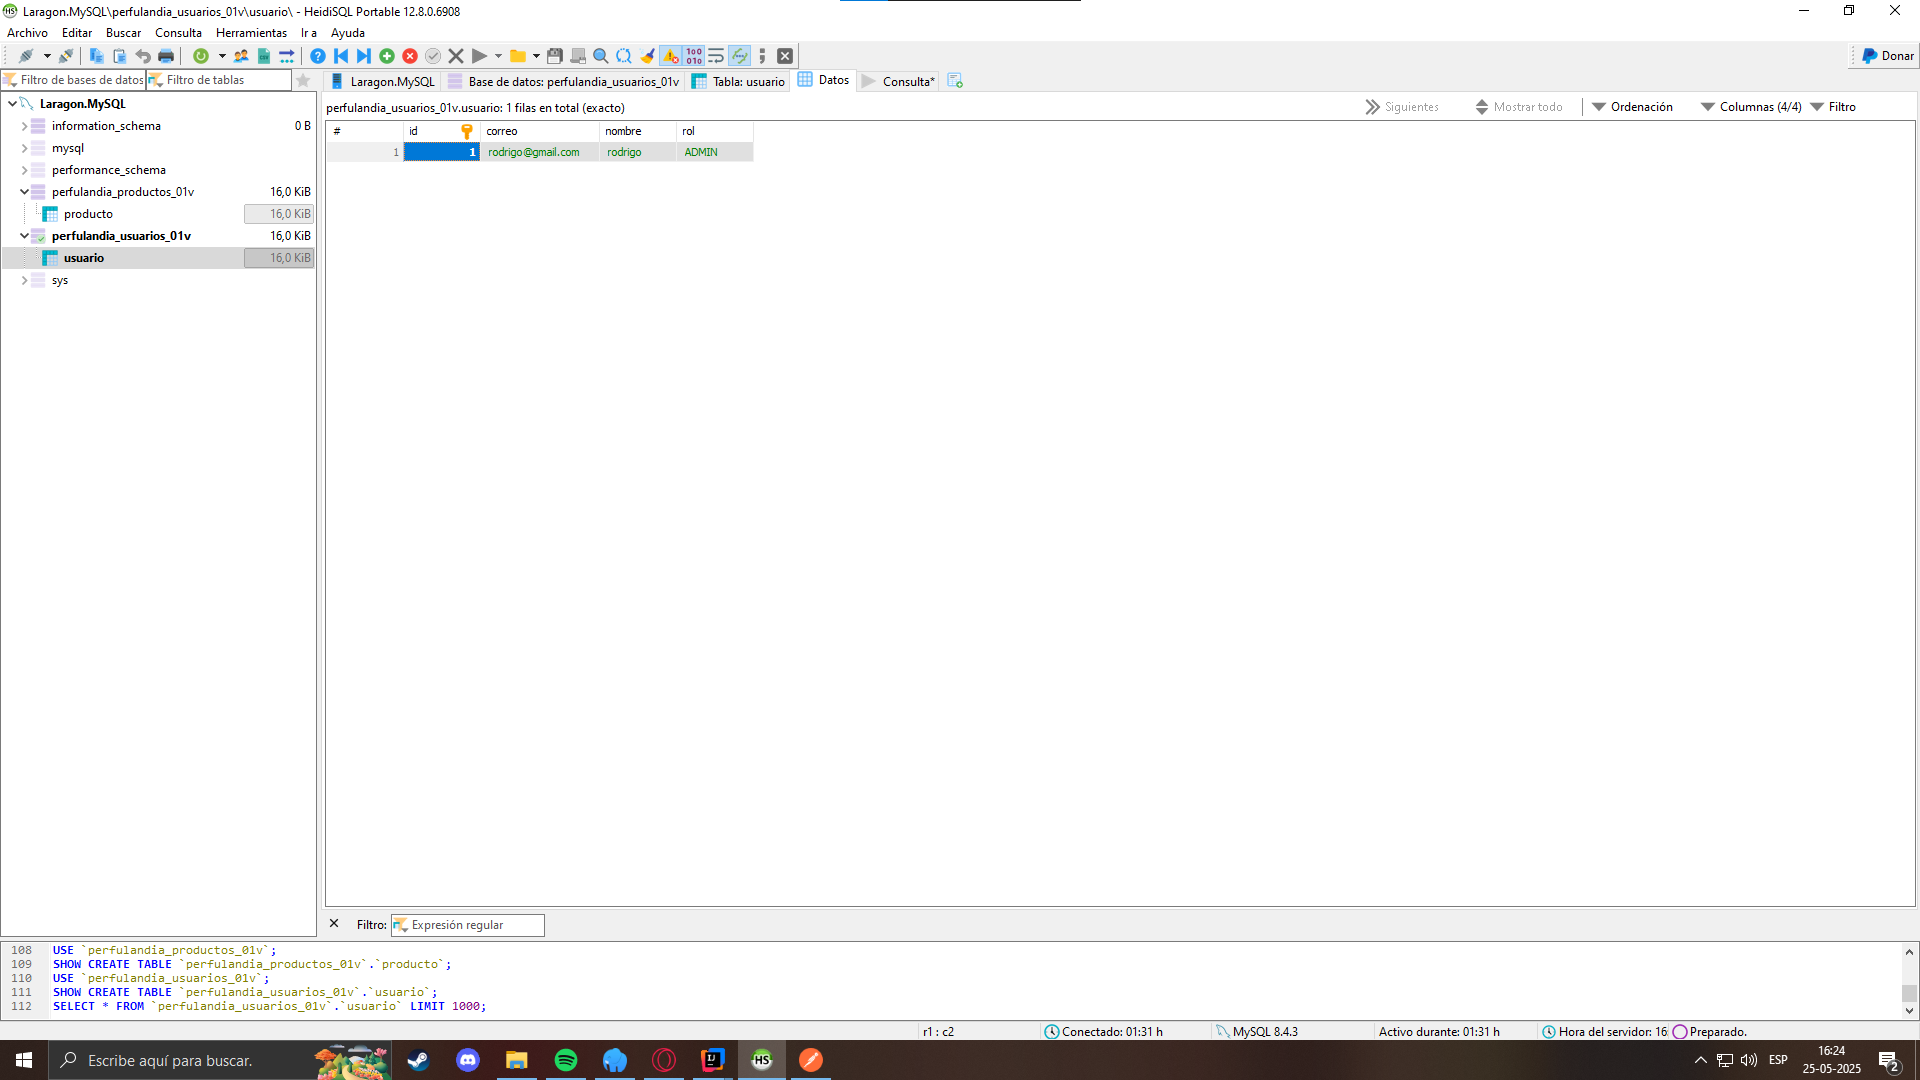 Laragon.MySQL\perfulandia_usuarios_01v\usuario\ - HeidiSQL Portable 12.8.0.6908
Archivo Editar Buscar Consulta Herramientas Ir a Ayuda
Donar
Filtro de bases de datos Filtro de tablas
Laragon.MySQL Base de datos: perfulandia_usuarios_01v Tabla: usuario Datos Consulta*
Laragon.MySQL
information_schema 0 B
mysql
performance_schema
perfulandia_productos_01v 16,0 KiB
producto 16,0 KiB
perfulandia_usuarios_01v 16,0 KiB
usuario 16,0 KiB
sys
perfulandia_usuarios_01v.usuario: 1 filas en total (exacto)
Siguientes Mostrar todo Ordenación Columnas (4/4) Filtro
# id correo nombre rol
1 1 rodrigo@gmail.com rodrigo ADMIN
Filtro: Expresión regular
108 USE `perfulandia_productos_01v`;
109 SHOW CREATE TABLE `perfulandia_productos_01v`.`producto`;
110 USE `perfulandia_usuarios_01v`;
111 SHOW CREATE TABLE `perfulandia_usuarios_01v`.`usuario`;
112 SELECT * FROM `perfulandia_usuarios_01v`.`usuario` LIMIT 1000;
r1 : c2 Conectado: 01:31 h MySQL 8.4.3 Activo durante: 01:31 h Hora del servidor: 16 Preparado.
Escribe aquí para buscar.
HS
ESP
16:24
25-05-2025
2